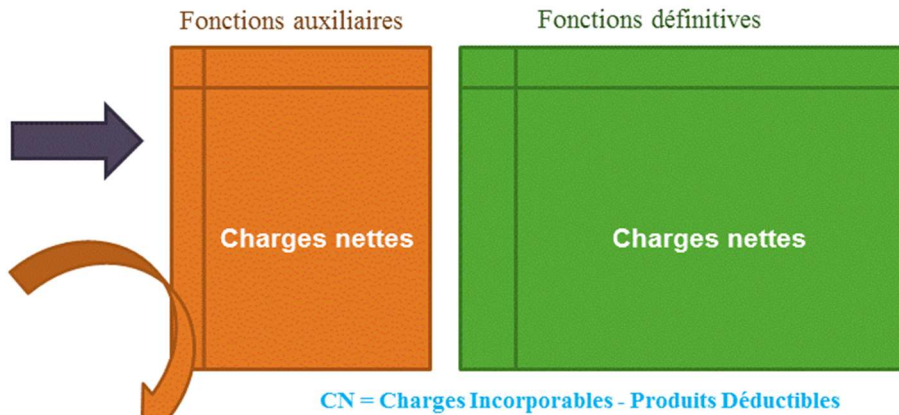 Fonctions auxiliaires
Fonctions définitives
Charges nettes
Charges nettes
CN = Charges Incorporables - Produits Déductibles